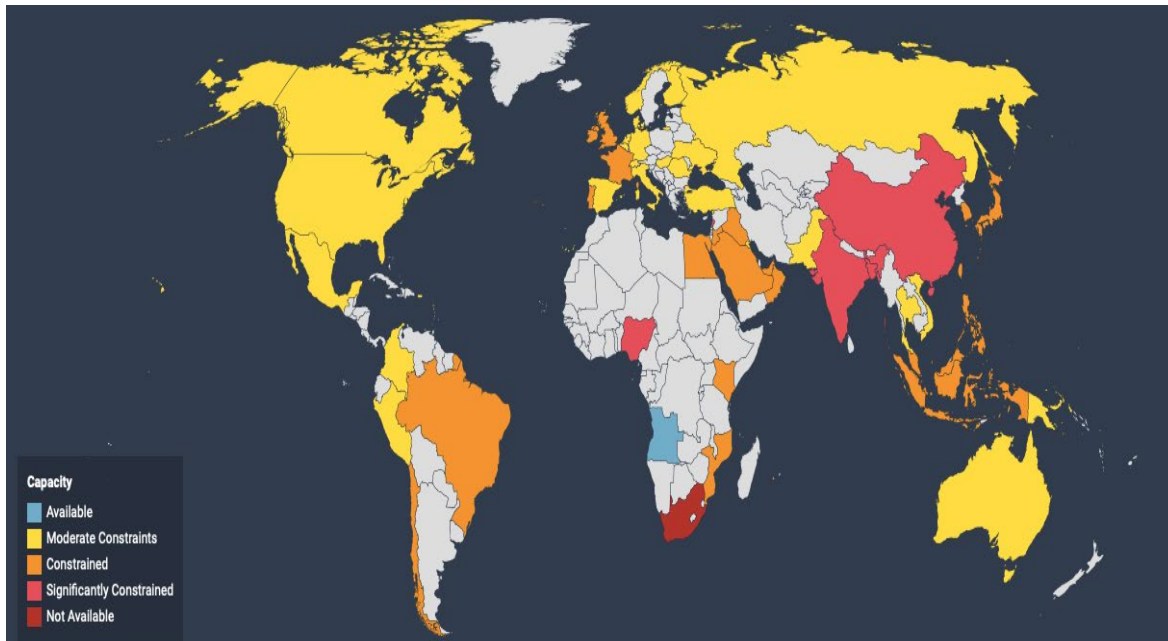 Capacity
Available
Moderate Constraints
Constrained
Significantly Constrained
Not Available